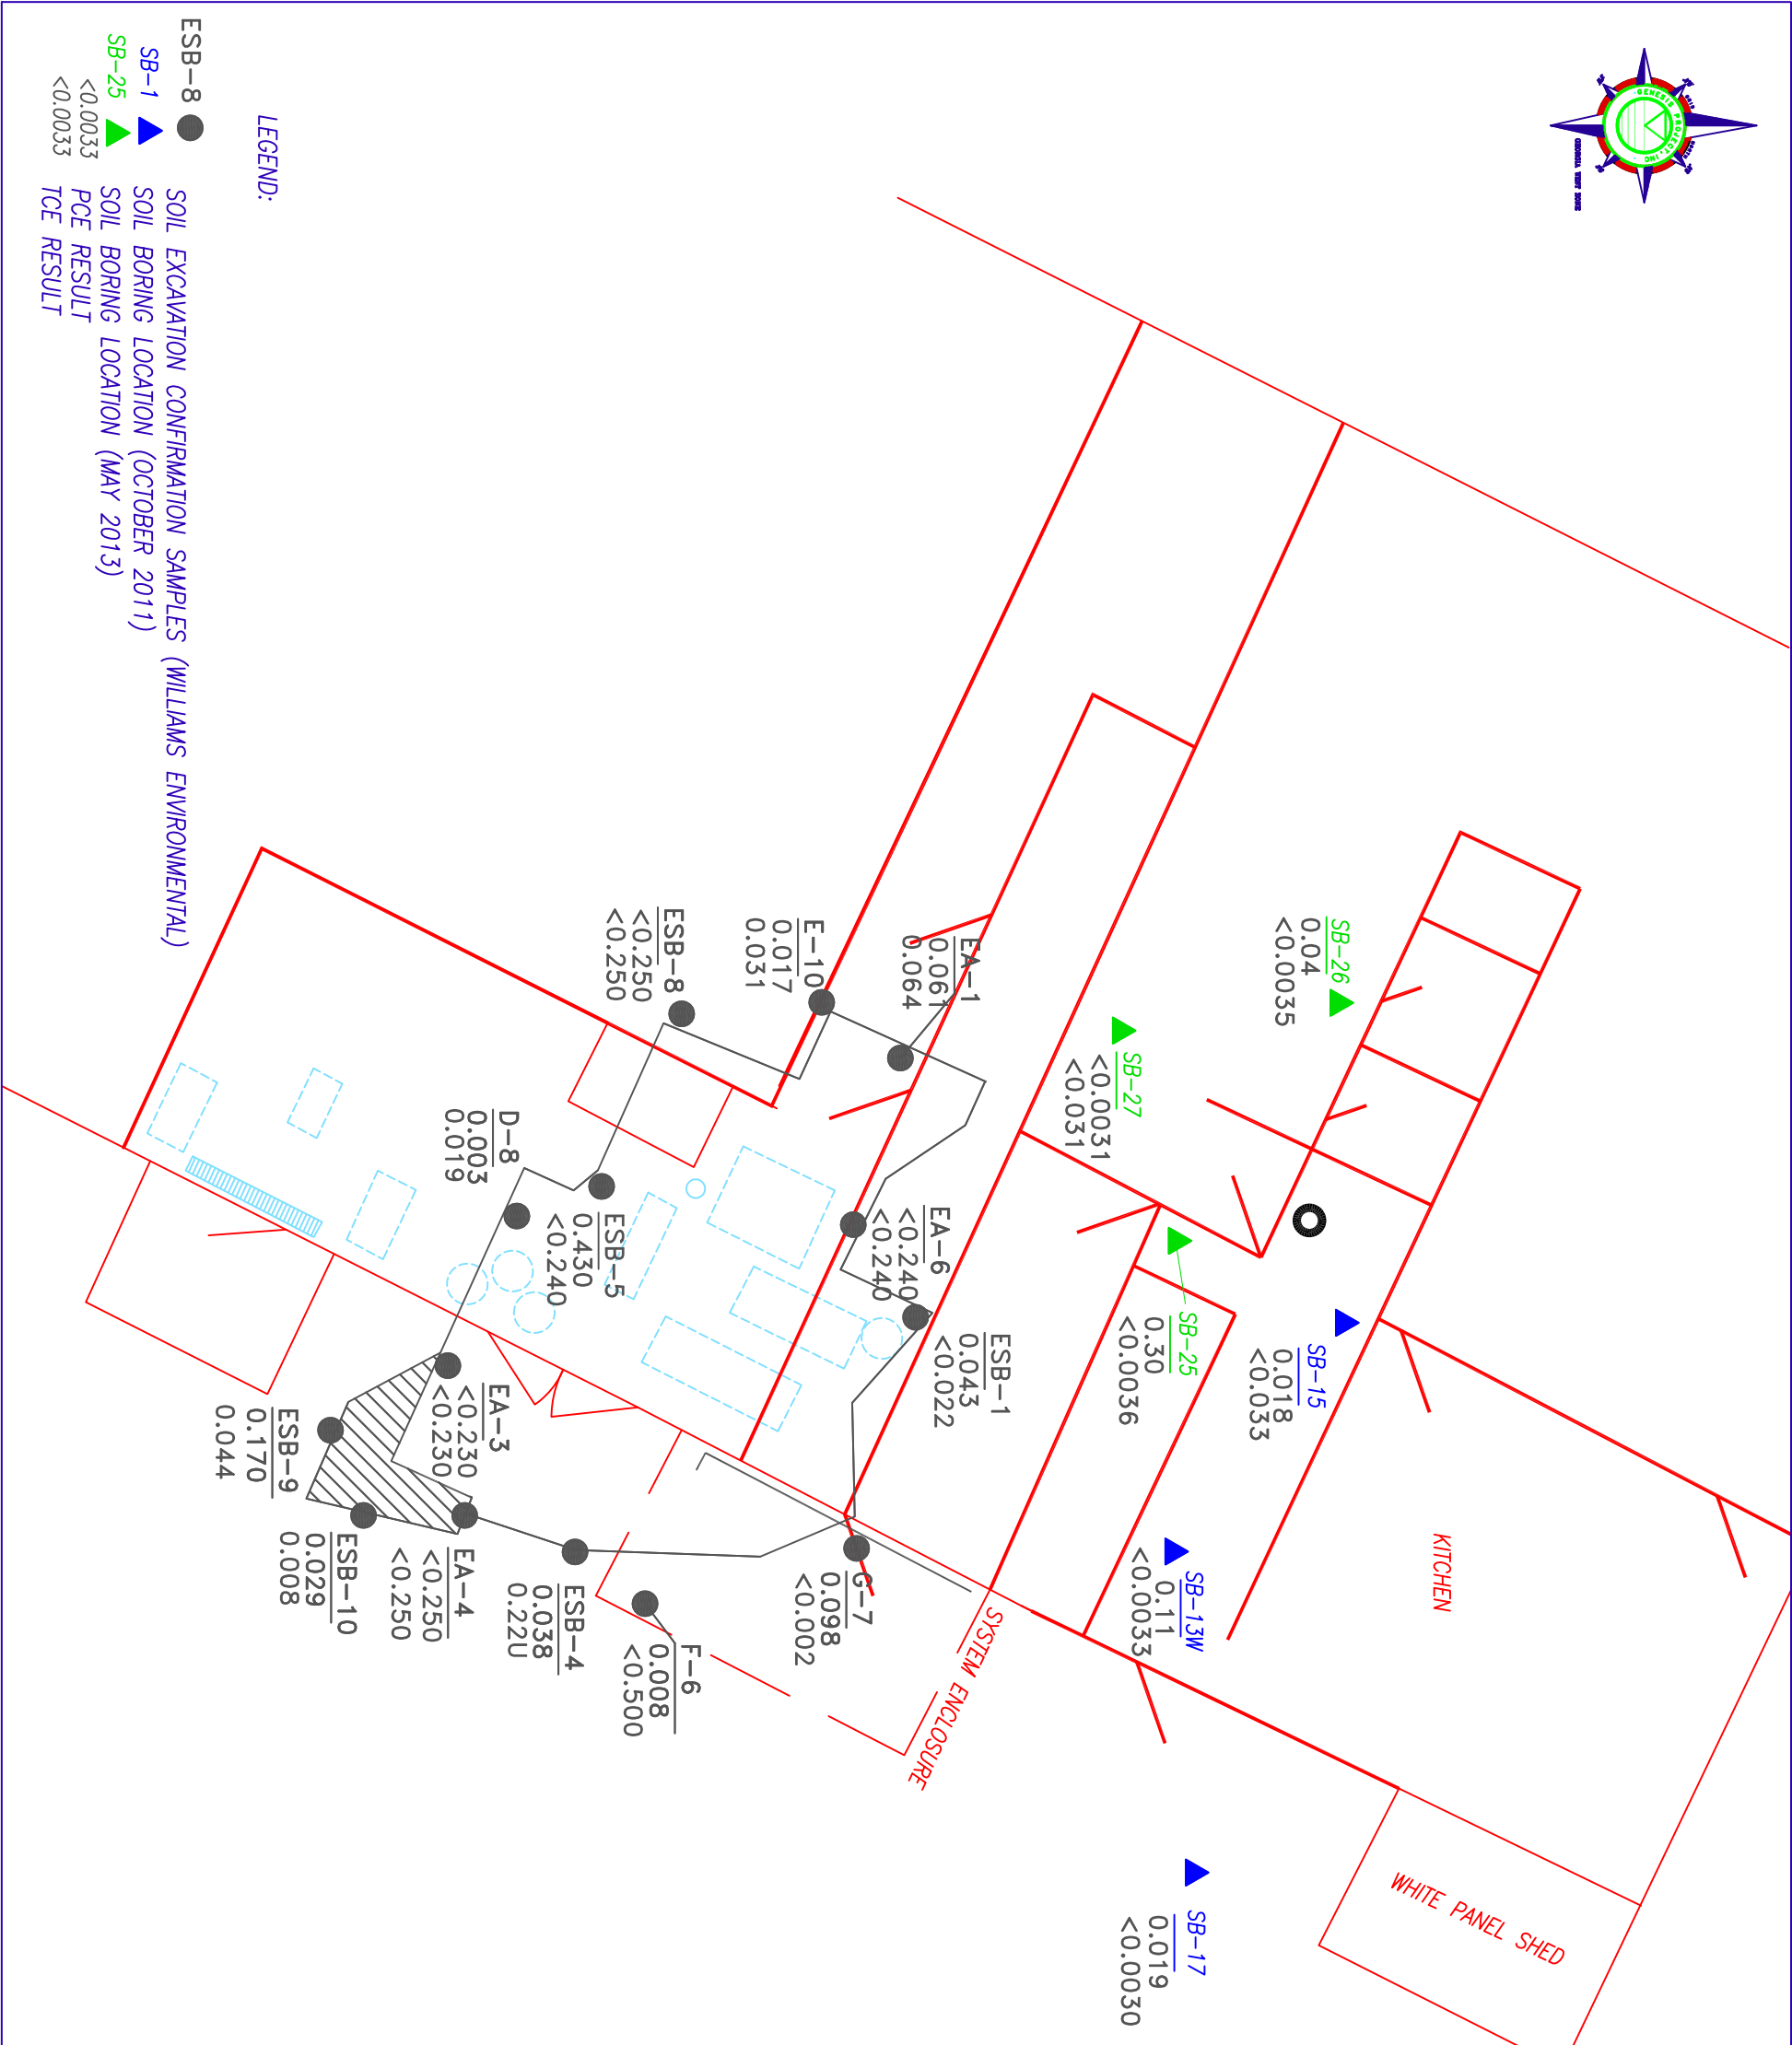 GENESIS PROJECT, INC
GEORGIA WEST ZONE
KITCHEN
WHITE PANEL SHED
SYSTEM ENCLOSURE
SB-26
0.04
<0.0035
SB-15
0.018
<0.033
SB-27
<0.0031
<0.031
SB-25
0.30
<0.0036
SB-13W
0.11
<0.0033
SB-17
0.019
<0.0030
EA-1
0.061
0.064
EA-6
<0.240
<0.240
ESB-1
0.043
<0.022
E-10
0.017
0.031
G-7
0.098
<0.002
ESB-8
<0.250
<0.250
ESB-5
0.430
<0.240
F-6
0.008
<0.500
D-8
0.003
0.019
EA-3
<0.230
<0.230
ESB-4
0.038
0.22U
EA-4
<0.250
<0.250
ESB-9
0.170
0.044
ESB-10
0.029
0.008
LEGEND:
ESB-8 SOIL EXCAVATION CONFIRMATION SAMPLES (WILLIAMS ENVIRONMENTAL)
SB-1 SOIL BORING LOCATION (OCTOBER 2011)
SB-25 SOIL BORING LOCATION (MAY 2013)
<0.0033 PCE RESULT
<0.0033 TCE RESULT